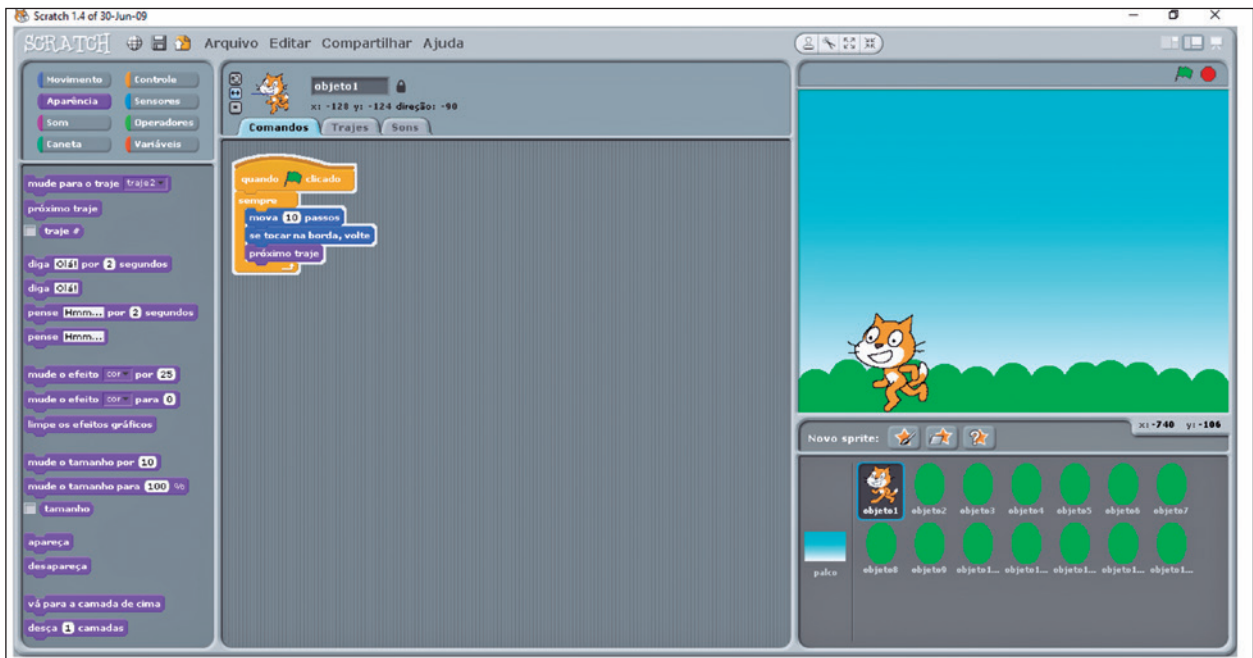 Scratch 1.4 of 30-Jun-09
SCRATCH Arquivo Editar Compartilhar Ajuda
Movimento Controle
Aparência Sensores
Som Operadores
Caneta Variáveis
mude para o traje traje2
próximo traje
traje #
diga Olá! por 2 segundos
diga Olá!
pense Hmm... por 2 segundos
pense Hmm...
mude o efeito cor por 25
mude o efeito cor para 0
limpe os efeitos gráficos
mude o tamanho por 10
mude o tamanho para 100 %
tamanho
apareça
desapareça
vá para a camada de cima
desça 1 camadas
objeto1
x: -128 y: -124 direção: -90
Comandos Trajes Sons
quando clicado
sempre
mova 10 passos
se tocar na borda, volte
próximo traje
x: -740 y: -106
Novo sprite:
palco
objeto1 objeto2 objeto3 objeto4 objeto5 objeto6 objeto7
objeto8 objeto9 objeto1... objeto1... objeto1... objeto1... objeto1...